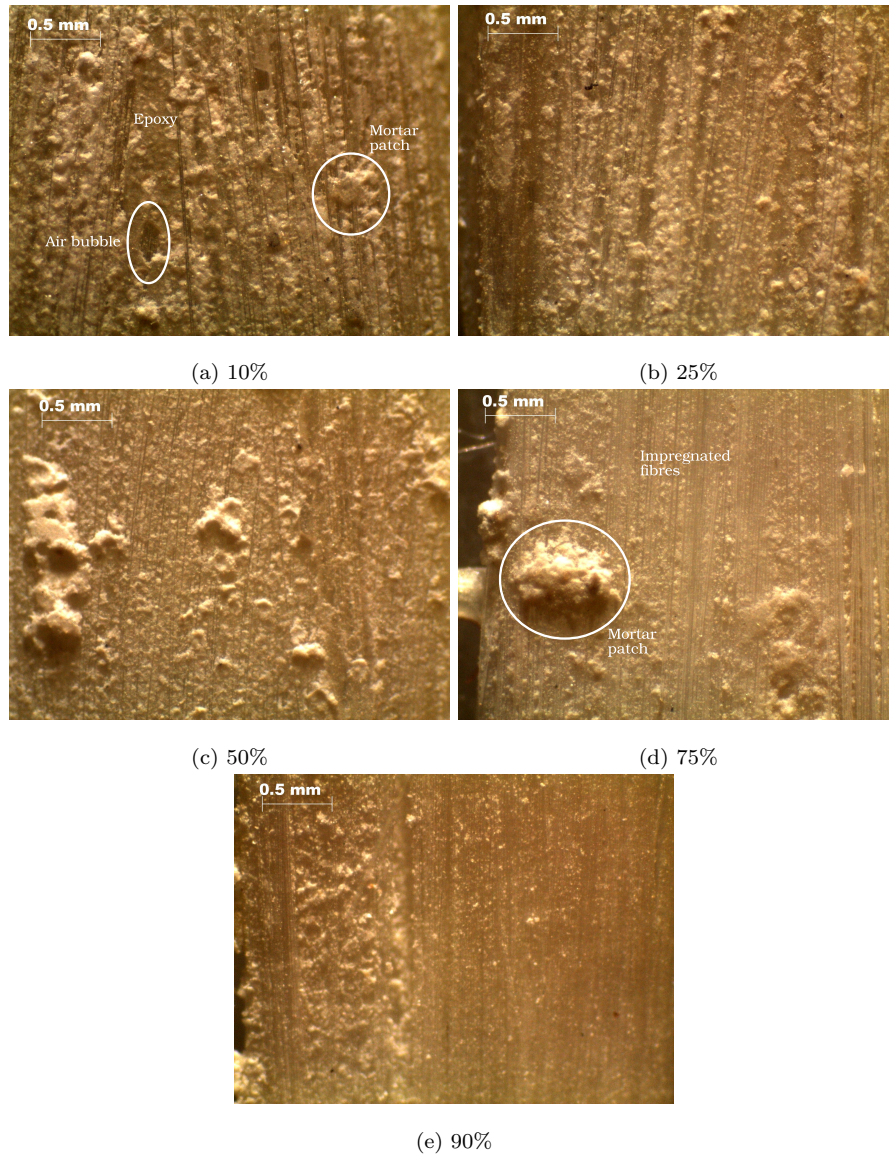 0.5 mm
Epoxy
Mortar
patch
Air bubble
0.5 mm
(a) 10%
(b) 25%
0.5 mm
0.5 mm
Impregnated
fibres
Mortar
patch
(c) 50%
(d) 75%
0.5 mm
(e) 90%